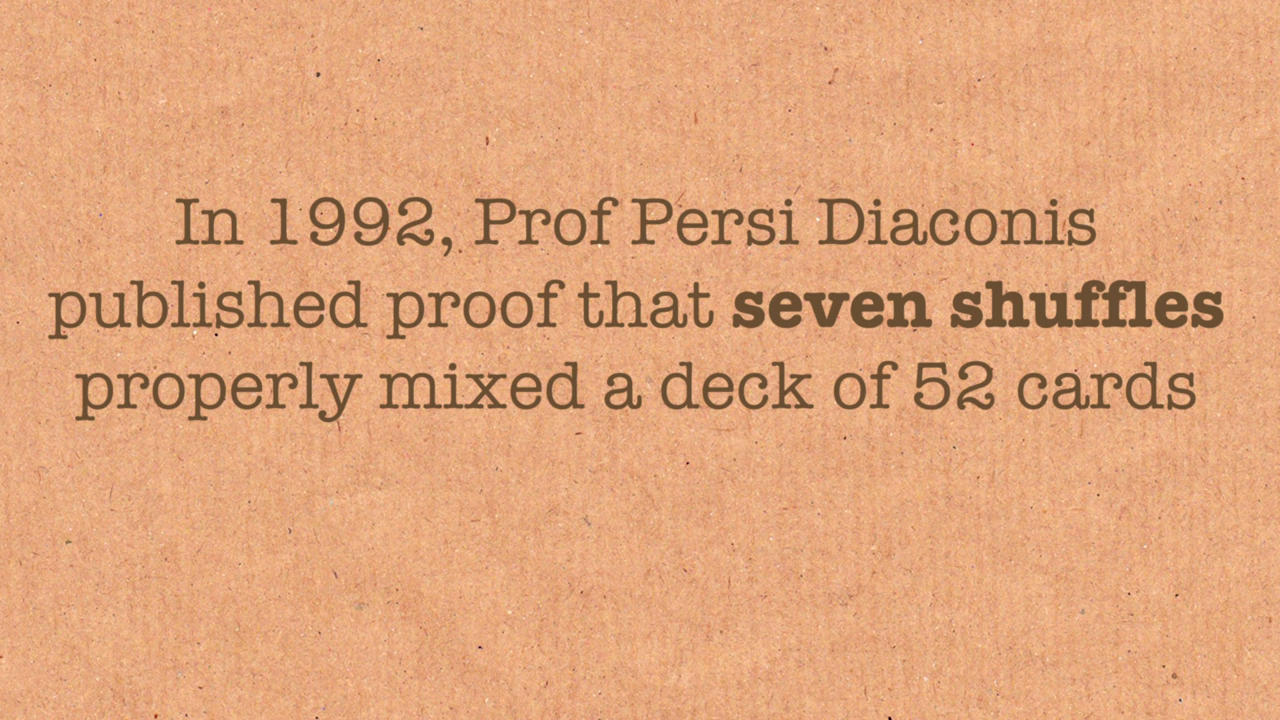 In 1992, Prof Persi Diaconis
published proof that seven shuffles
properly mixed a deck of 52 cards